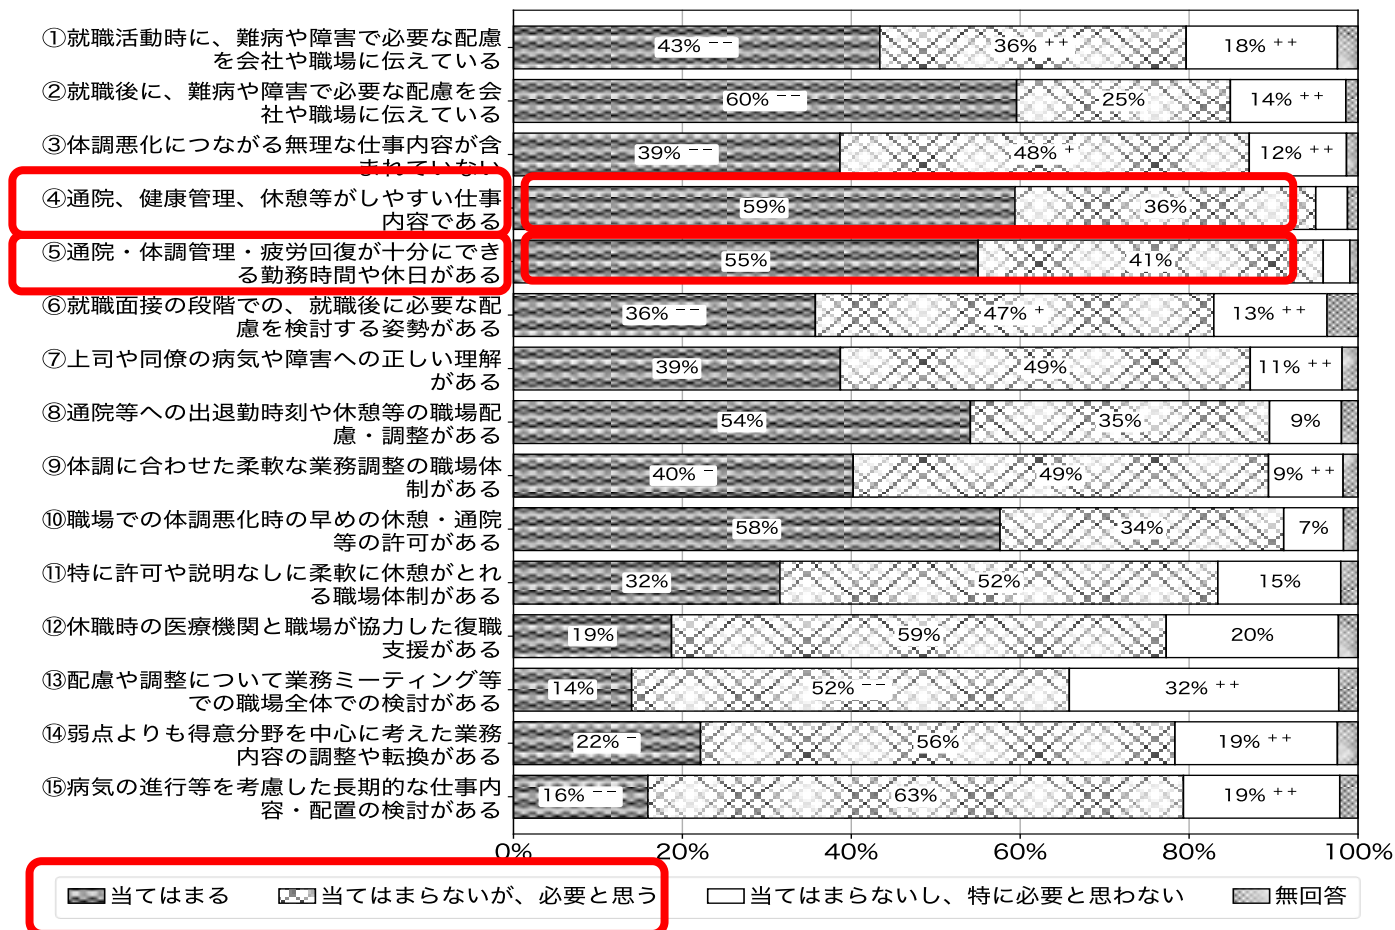 ①就職活動時に、難病や障害で必要な配慮
を会社や職場に伝えている
43% −− 36% ++ 18% ++
②就職後に、難病や障害で必要な配慮を会
社や職場に伝えている
60% −− 25% 14% ++
③体調悪化につながる無理な仕事内容が含
まれていない
39% −− 48% + 12% ++
④通院、健康管理、休憩等がしやすい仕事
内容である
59% 36%
⑤通院・体調管理・疲労回復が十分にでき
る勤務時間や休日がある
55% 41%
⑥就職面接の段階での、就職後に必要な配
慮を検討する姿勢がある
36% −− 47% + 13% ++
⑦上司や同僚の病気や障害への正しい理解
がある
39% 49% 11% ++
⑧通院等への出退勤時刻や休憩等の職場配
慮・調整がある
54% 35% 9%
⑨体調に合わせた柔軟な業務調整の職場体
制がある
40% − 49% 9% ++
⑩職場での体調悪化時の早めの休憩・通院
等の許可がある
58% 34% 7%
⑪特に許可や説明なしに柔軟に休憩がとれ
る職場体制がある
32% 52% 15%
⑫休職時の医療機関と職場が協力した復職
支援がある
19% 59% 20%
⑬配慮や調整について業務ミーティング等
での職場全体での検討がある
14% 52% −− 32% ++
⑭弱点よりも得意分野を中心に考えた業務
内容の調整や転換がある
22% − 56% 19% ++
⑮病気の進行等を考慮した長期的な仕事内
容・配置の検討がある
16% −− 63% 19% ++
0% 20% 40% 60% 80% 100%
当てはまる 当てはまらないが、必要と思う 当てはまらないし、特に必要と思わない 無回答